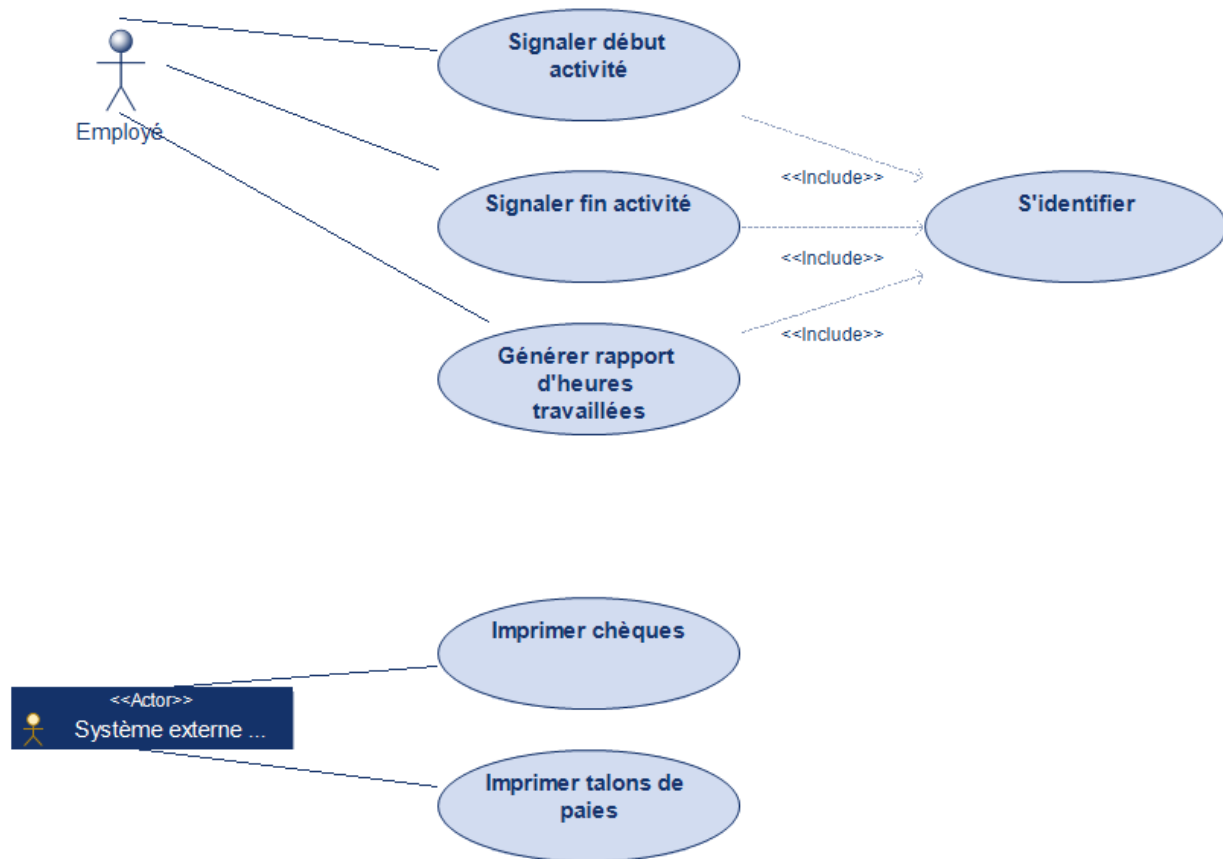 Signaler début
activité
Employé
<<Include>>
Signaler fin activité
S'identifier
<<Include>>
<<Include>>
Générer rapport
d'heures
travaillées
Imprimer chèques
<<Actor>>
Système externe ...
Imprimer talons de
paies